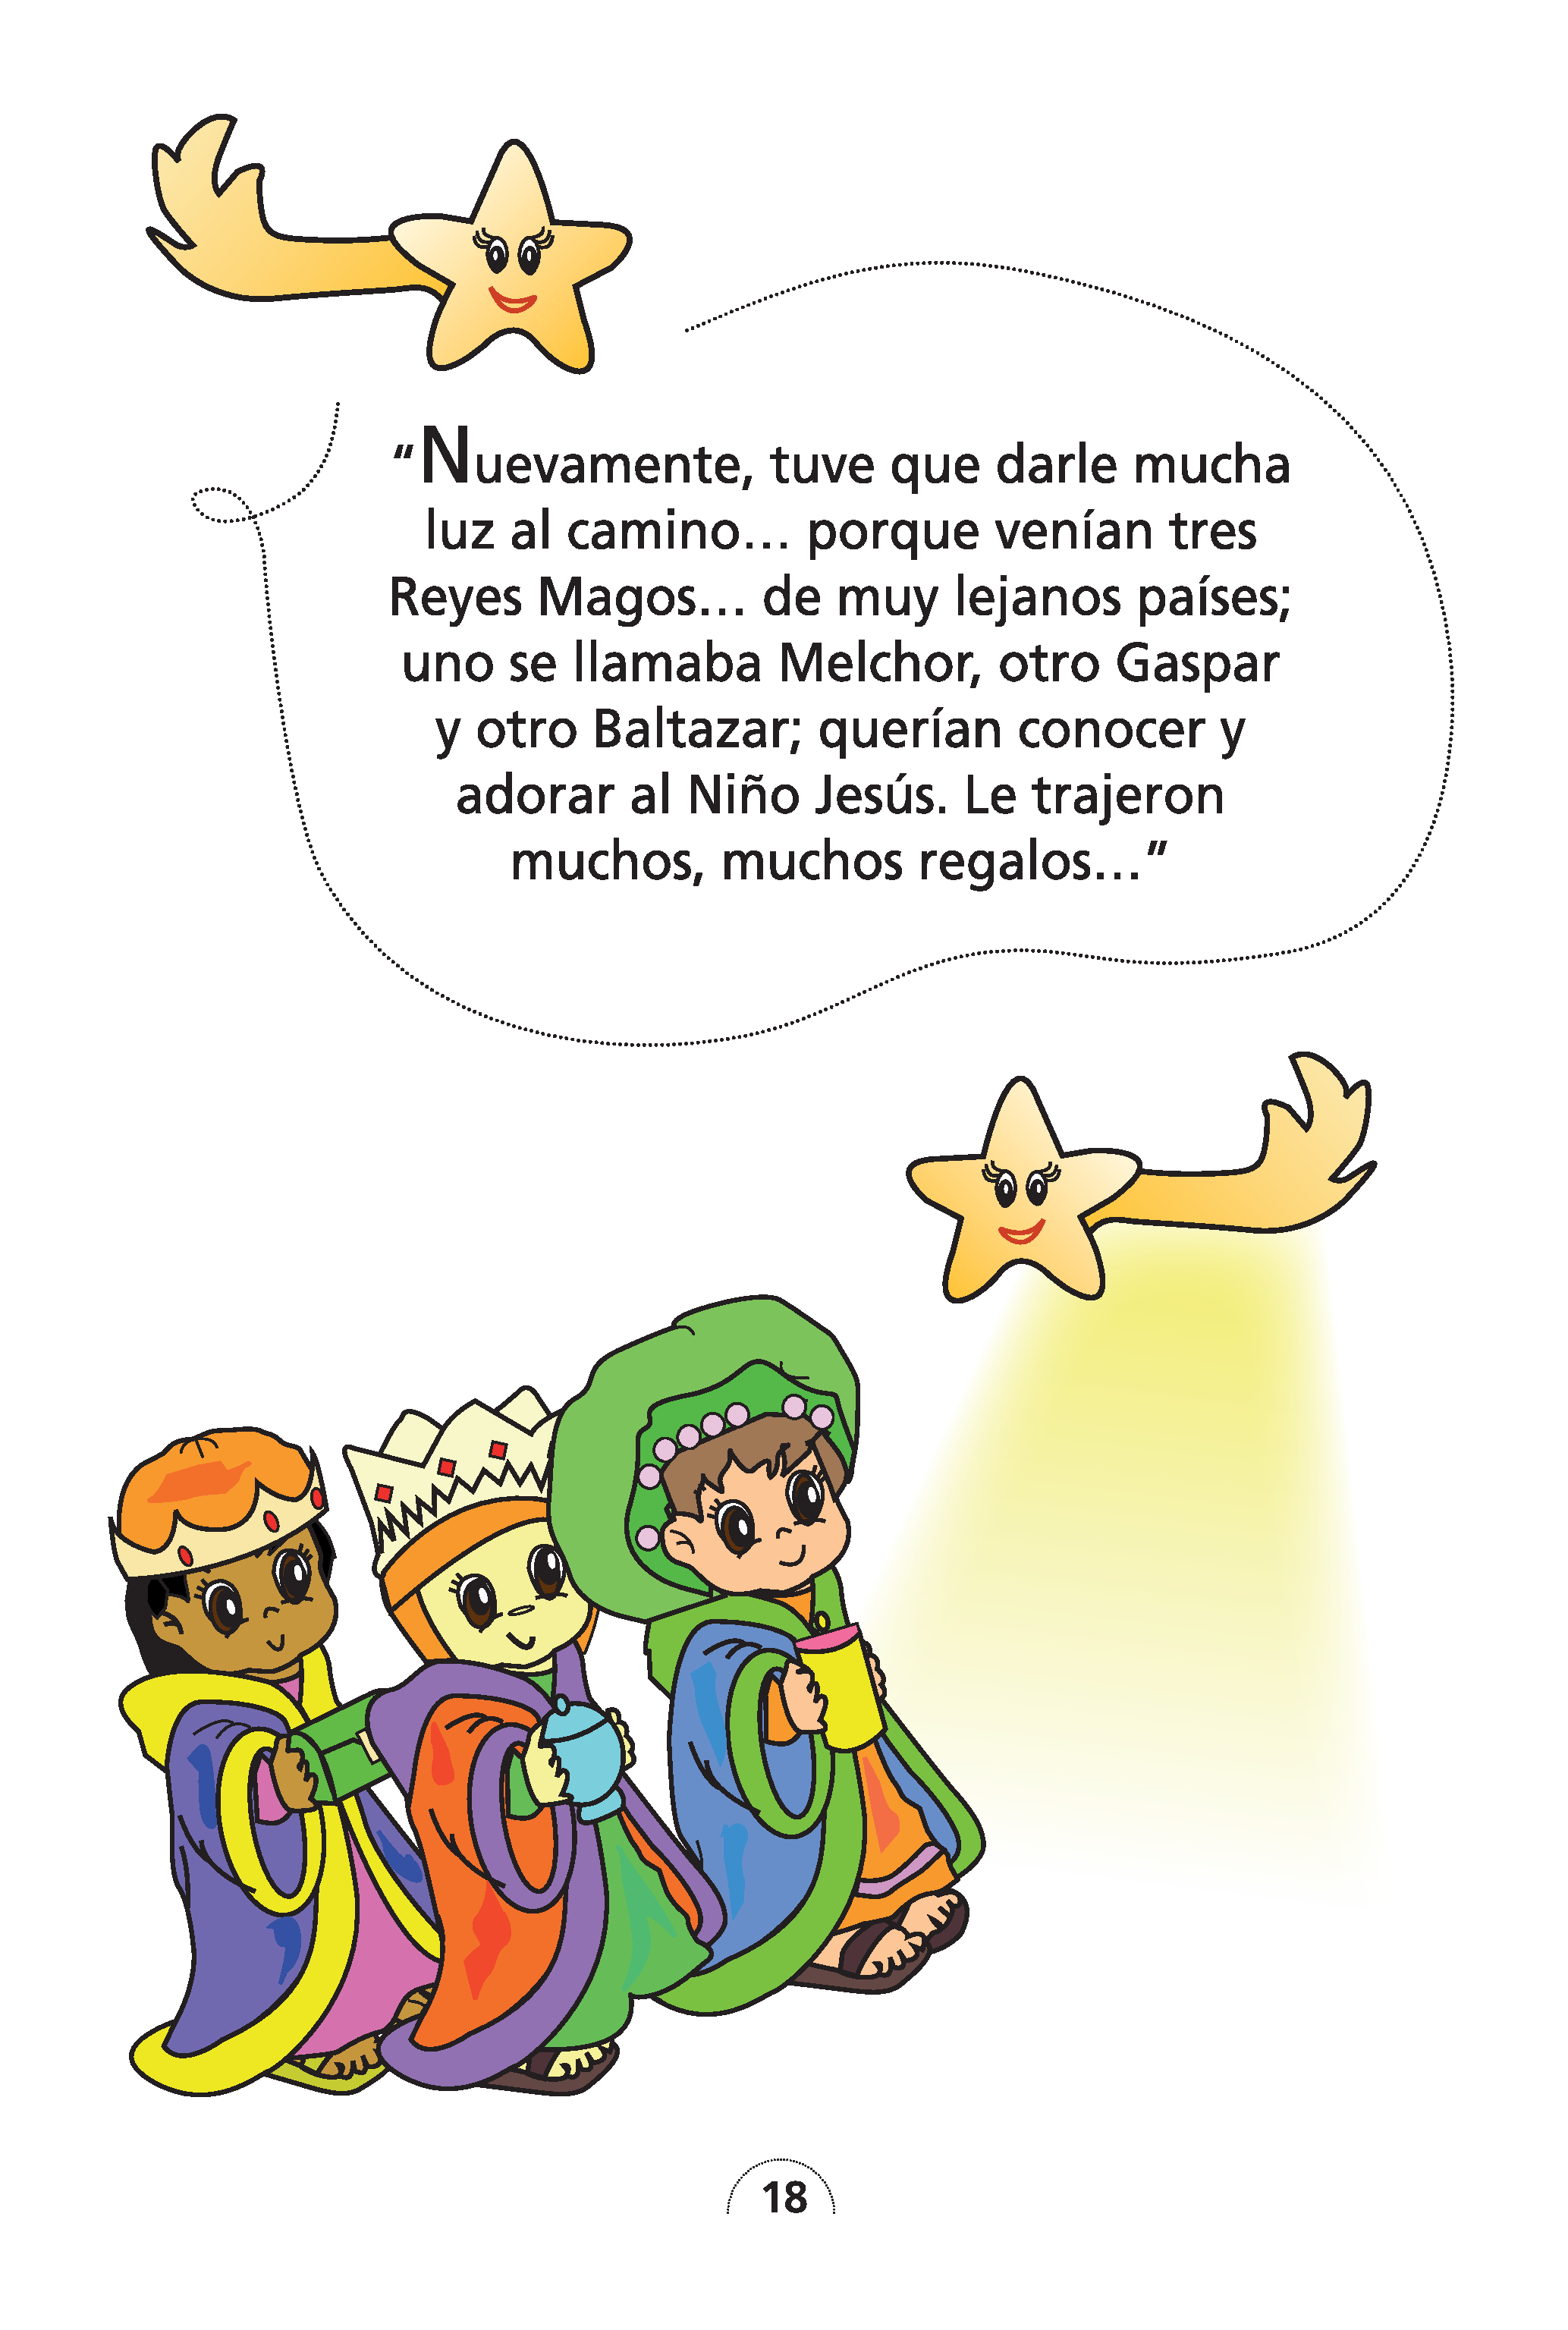 “Nuevamente, tuve que darle mucha
luz al camino… porque venían tres
Reyes Magos… de muy lejanos países;
uno se llamaba Melchor, otro Gaspar
y otro Baltazar; querían conocer y
adorar al Niño Jesús. Le trajeron
muchos, muchos regalos…”
18